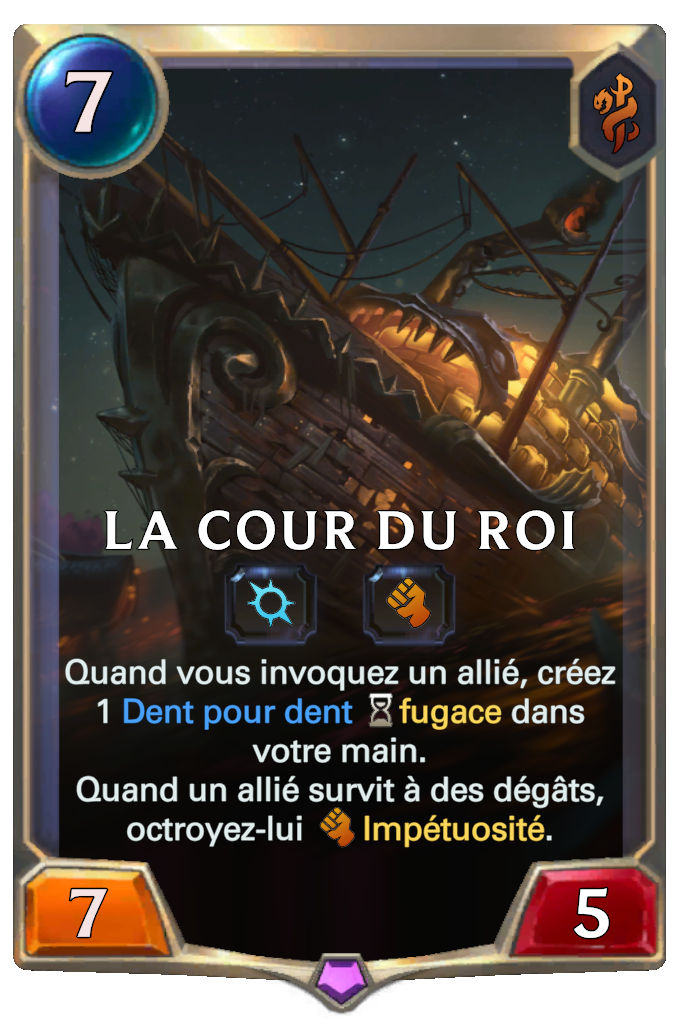 7
LA COUR DU ROI
Quand vous invoquez un allié, créez
1 Dent pour dent fugace dans
votre main.
Quand un allié survit à des dégâts,
octroyez-lui Impétuosité.
7
5